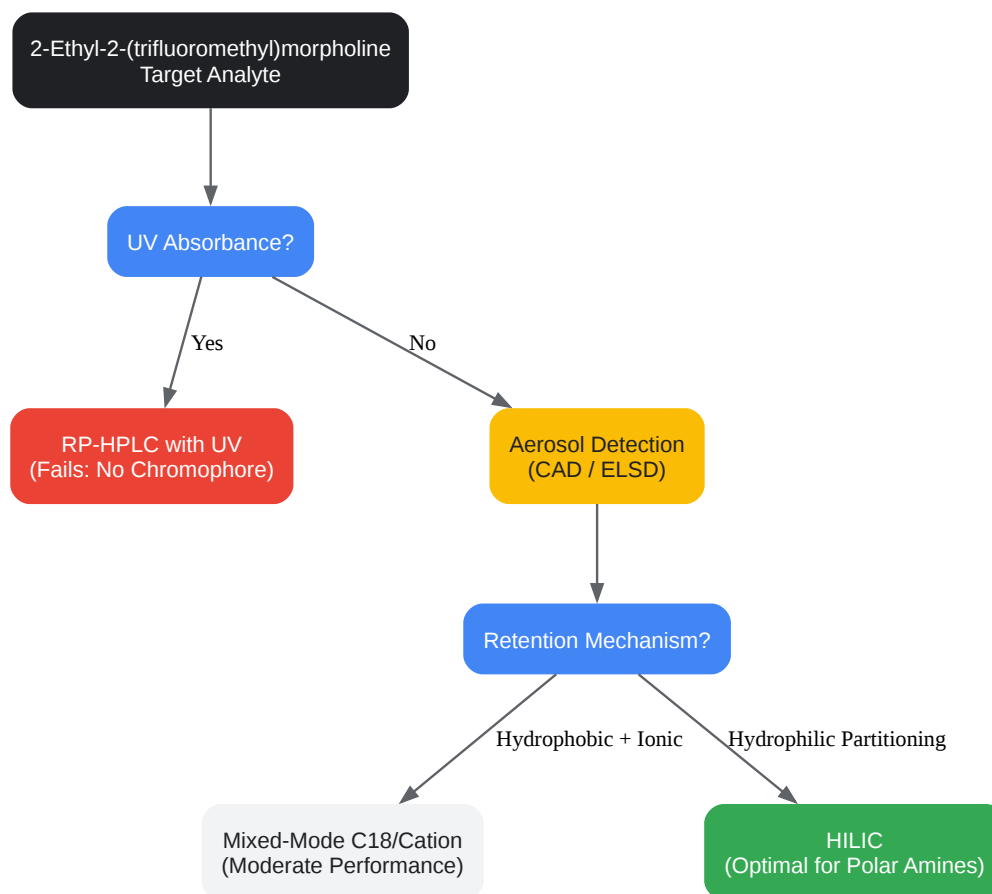 2-Ethyl-2-(trifluoromethyl)morpholine
Target Analyte
UV Absorbance?
Yes
No
RP-HPLC with UV
(Fails: No Chromophore)
Aerosol Detection
(CAD / ELSD)
Retention Mechanism?
Hydrophobic + Ionic
Hydrophilic Partitioning
Mixed-Mode C18/Cation
(Moderate Performance)
HILIC
(Optimal for Polar Amines)